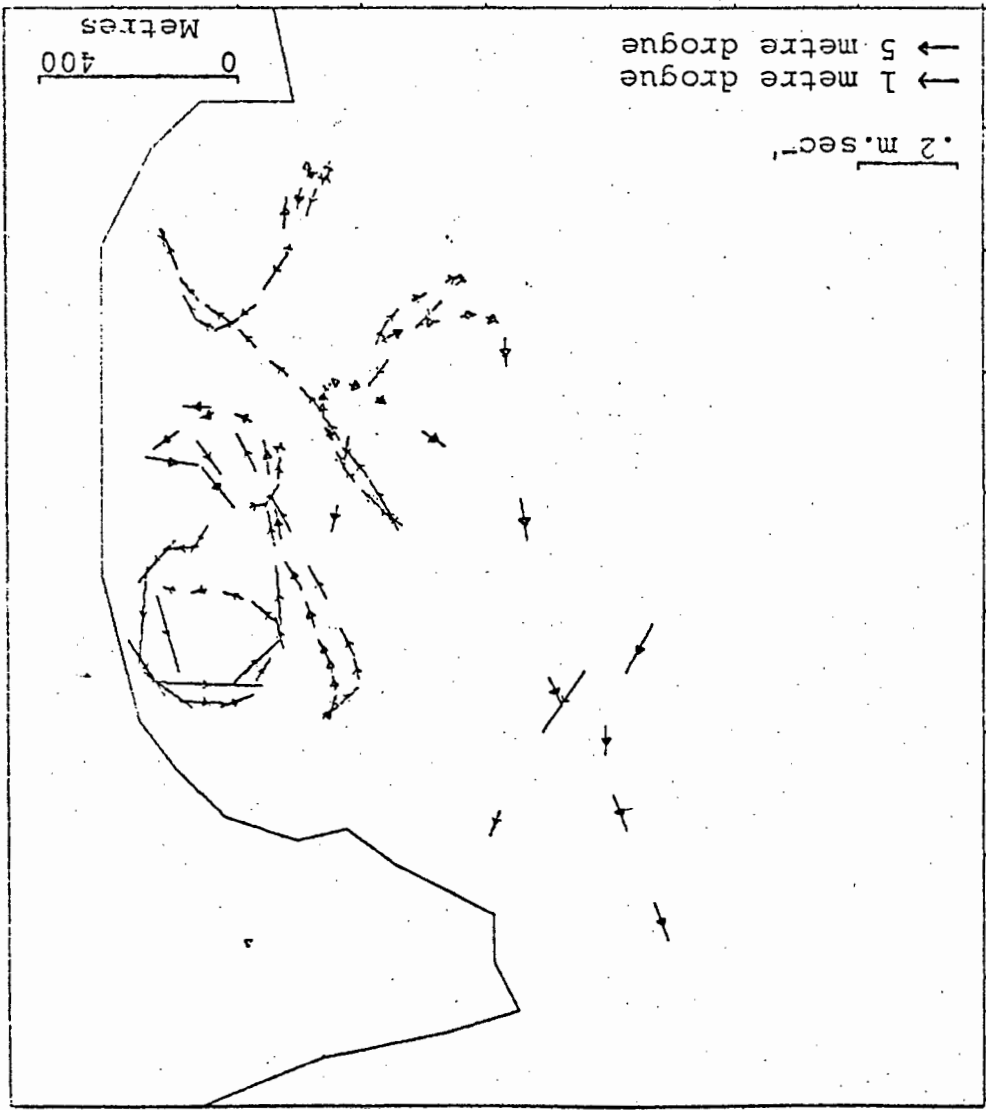 .2 m.sec⁻¹
→ 1 metre drogue
→ 5 metre drogue
0 400
Metres